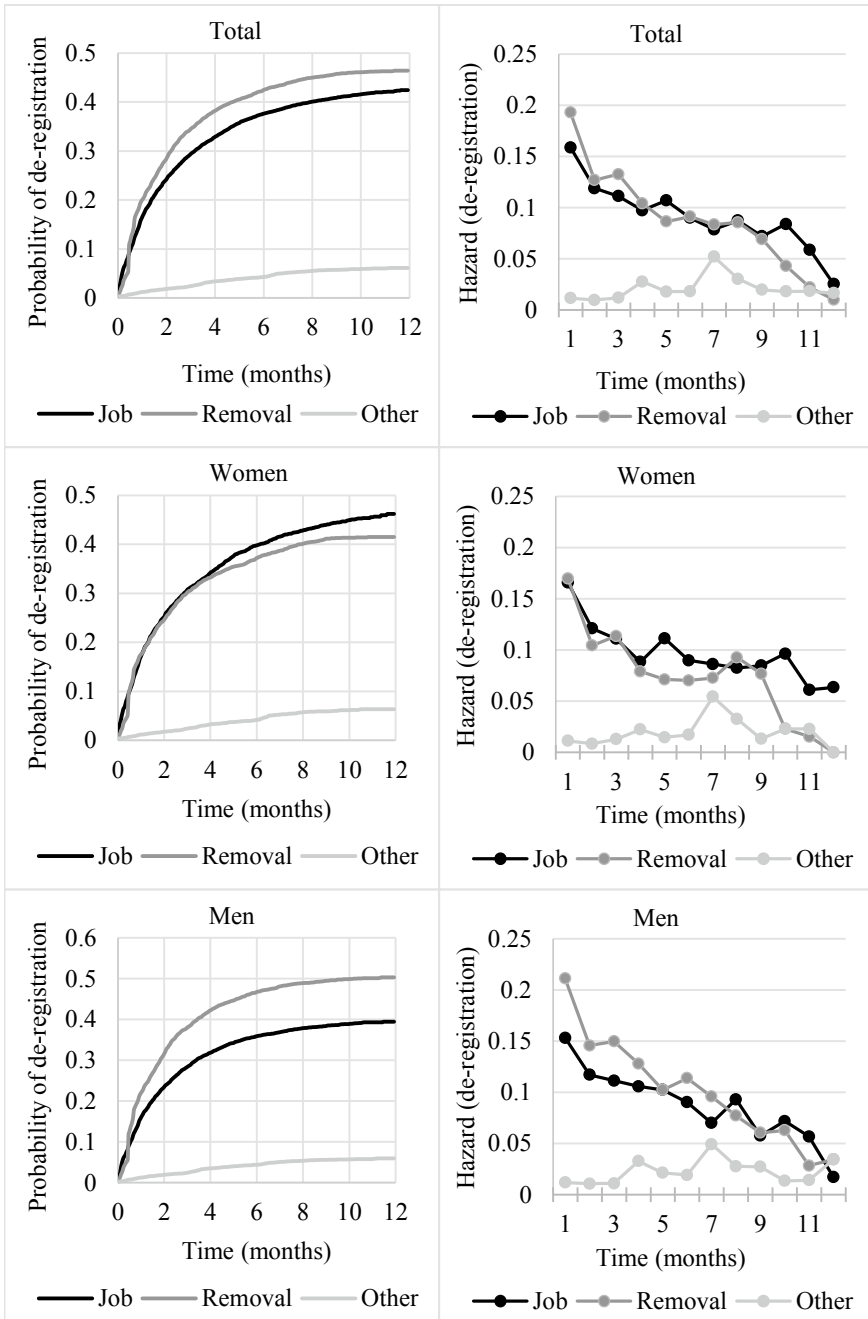 Total
Probability of de-registration
0.5
0.4
0.3
0.2
0.1
0
0 2 4 6 8 10 12
Time (months)
Job Removal Other
Total
Hazard (de-registration)
0.25
0.2
0.15
0.1
0.05
0
1 3 5 7 9 11
Time (months)
Job Removal Other
Women
Probability of de-registration
0.5
0.4
0.3
0.2
0.1
0
0 2 4 6 8 10 12
Time (months)
Job Removal Other
Women
Hazard (de-registration)
0.25
0.2
0.15
0.1
0.05
0
1 3 5 7 9 11
Time (months)
Job Removal Other
Men
Probability of de-registration
0.6
0.5
0.4
0.3
0.2
0.1
0
0 2 4 6 8 10 12
Time (months)
Job Removal Other
Men
Hazard (de-registration)
0.25
0.2
0.15
0.1
0.05
0
1 3 5 7 9 11
Time (months)
Job Removal Other